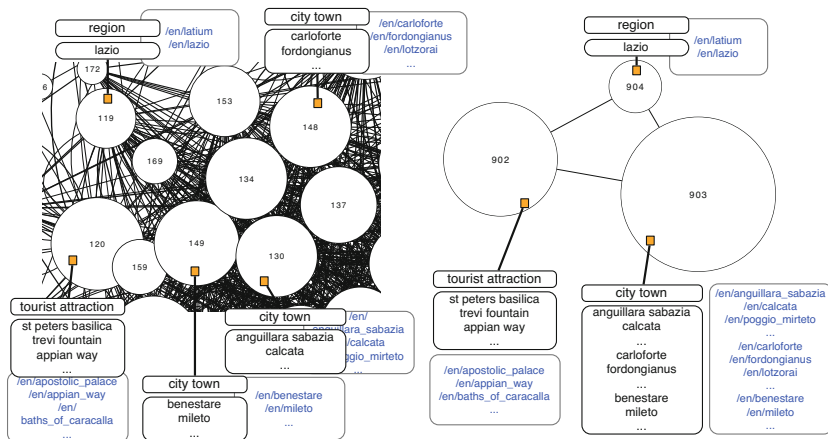 region
lazio
/en/latium
/en/lazio
city town
carloforte
fordongianus
...
/en/carloforte
/en/fordongianus
/en/lotzorai
...
172
6
119
153
148
169
134
137
120
149
130
159
tourist attraction
st peters basilica
trevi fountain
appian way
...
/en/apostolic_palace
/en/appian_way
/en/
baths_of_caracalla
...
city town
benestare
mileto
...
/en/benestare
/en/mileto
...
city town
anguillara sabazia
calcata
...
/en/
anguillara_sabazia
/calcata
ggio_mirteto
...
region
lazio
/en/latium
/en/lazio
904
902
903
tourist attraction
st peters basilica
trevi fountain
appian way
...
/en/apostolic_palace
/en/appian_way
/en/baths_of_caracalla
...
city town
anguillara sabazia
calcata
...
carloforte
fordongianus
...
benestare
mileto
...
/en/anguillara_sabazia
/en/calcata
/en/poggio_mirteto
...
/en/carloforte
/en/fordongianus
/en/lotzorai
...
/en/benestare
/en/mileto
...